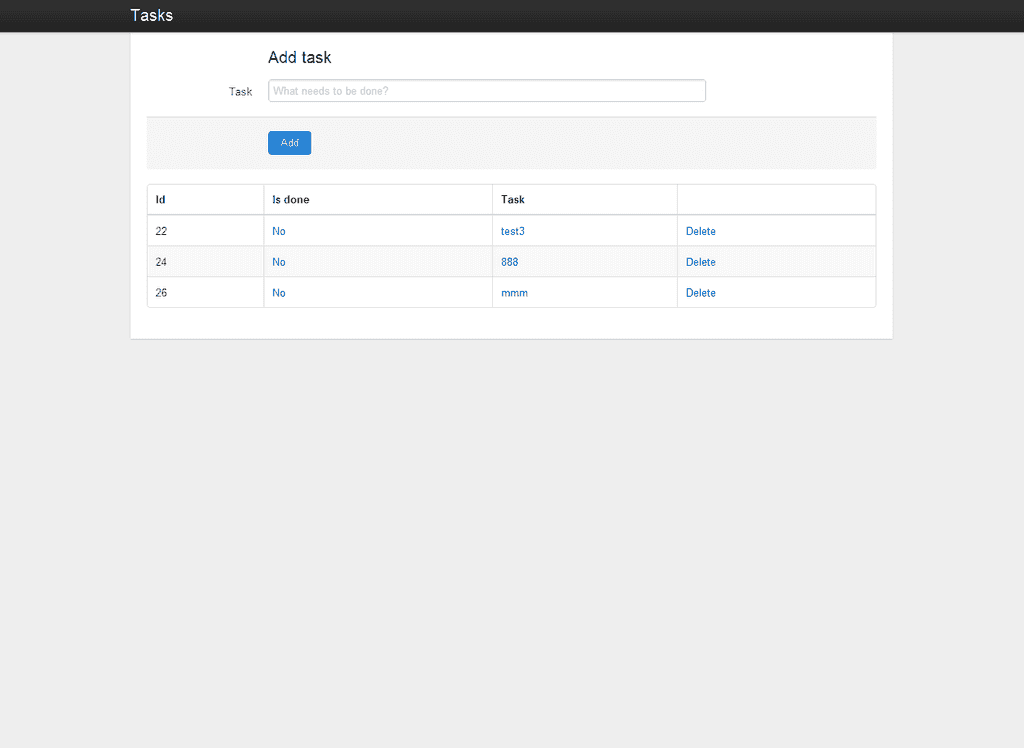 Tasks
Add task
Task What needs to be done?
Add
Id Is done Task
22 No test3 Delete
24 No 888 Delete
26 No mmm Delete